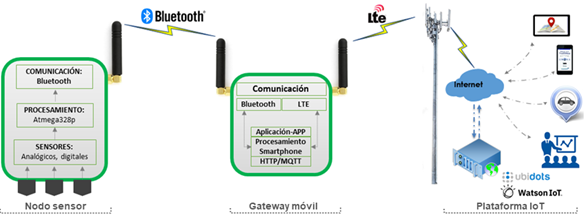 Bluetooth®
Lte
COMUNICACIÓN:
Bluetooth
PROCESAMIENTO:
Atmega328p
SENSORES:
Analógicos, digitales
Nodo sensor
Comunicación
Bluetooth
LTE
Aplicación-APP
Procesamiento
Smartphone
HTTP/MQTT
Gateway móvil
Internet
ubidots
Watson IoT.
Plataforma IoT